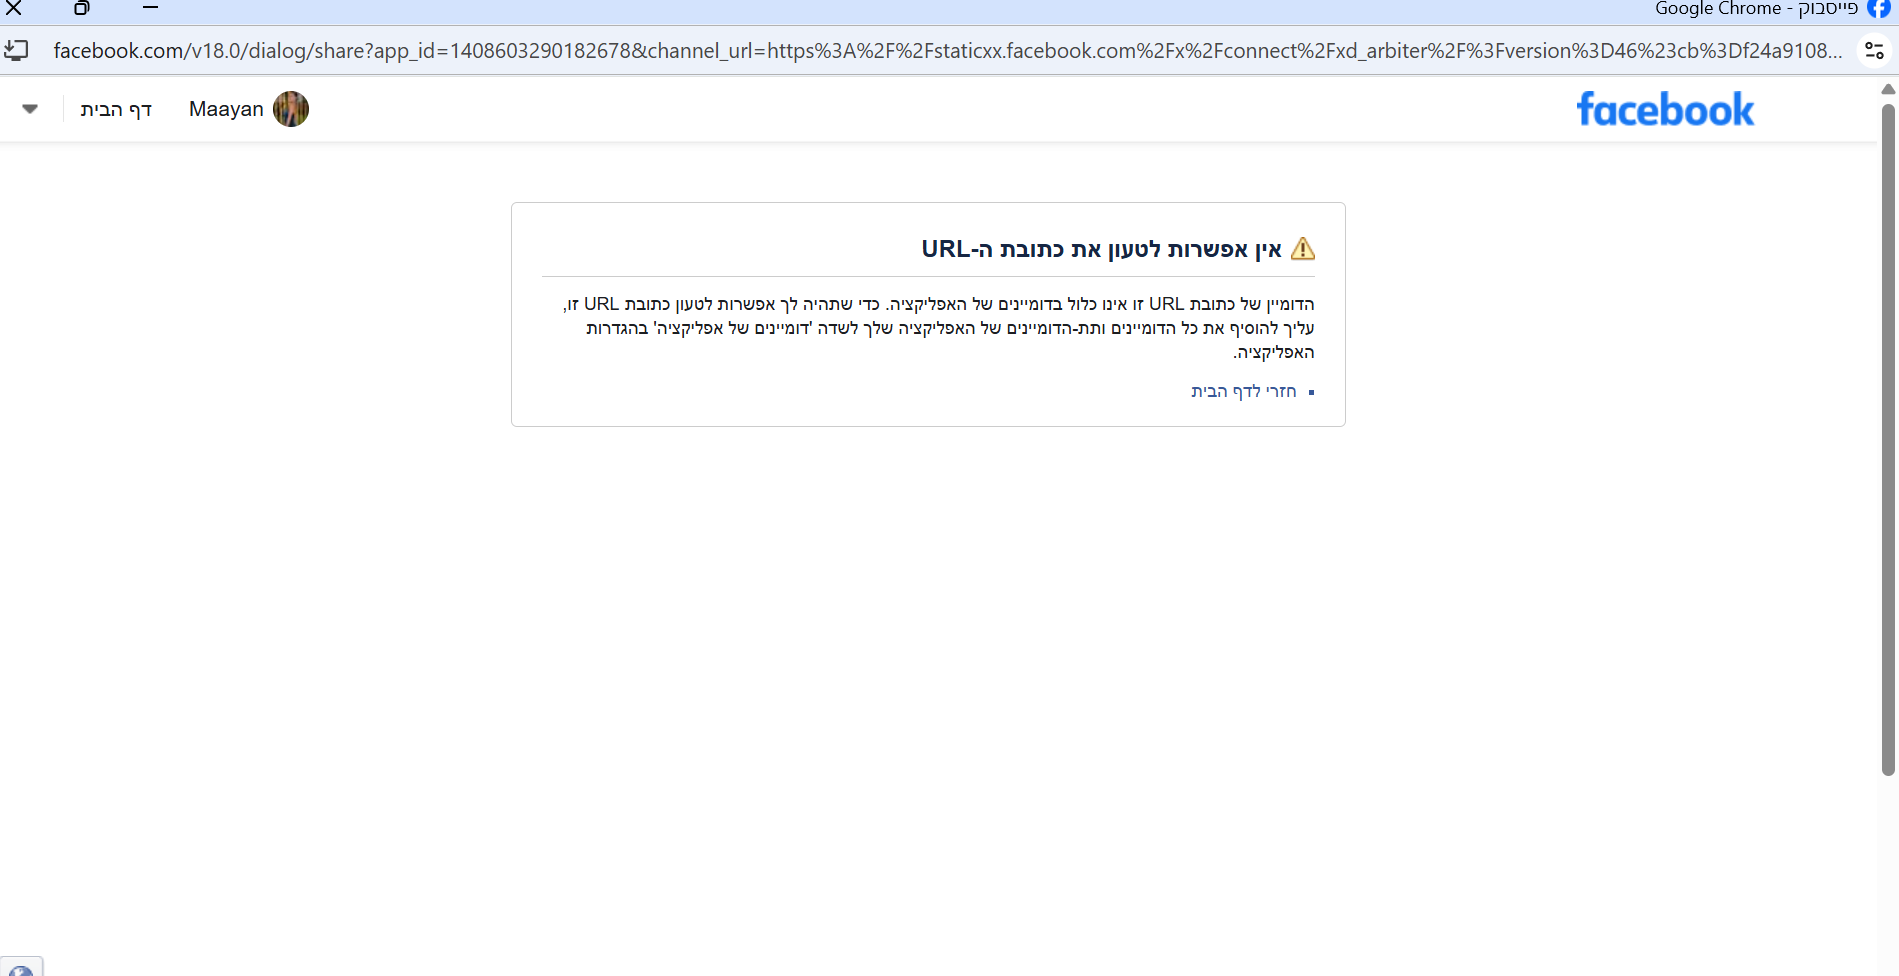 פייסבוק - Google Chrome
facebook.com/v18.0/dialog/share?app_id=1408603290182678&channel_url=https%3A%2F%2Fstaticxx.facebook.com%2Fx%2Fconnect%2Fxd_arbiter%2F%3Fversion%3D46%23cb%3Df24a9108...
facebook
Maayan
דף הבית
אין אפשרות לטעון את כתובת ה-URL
הדומיין של כתובת URL זו אינו כלול בדומיינים של האפליקציה. כדי שתהיה לך אפשרות לטעון כתובת URL זו,
עליך להוסיף את כל הדומיינים ותת-הדומיינים של האפליקציה שלך לשדה 'דומיינים של אפליקציה' בהגדרות
האפליקציה.
חזרי לדף הבית